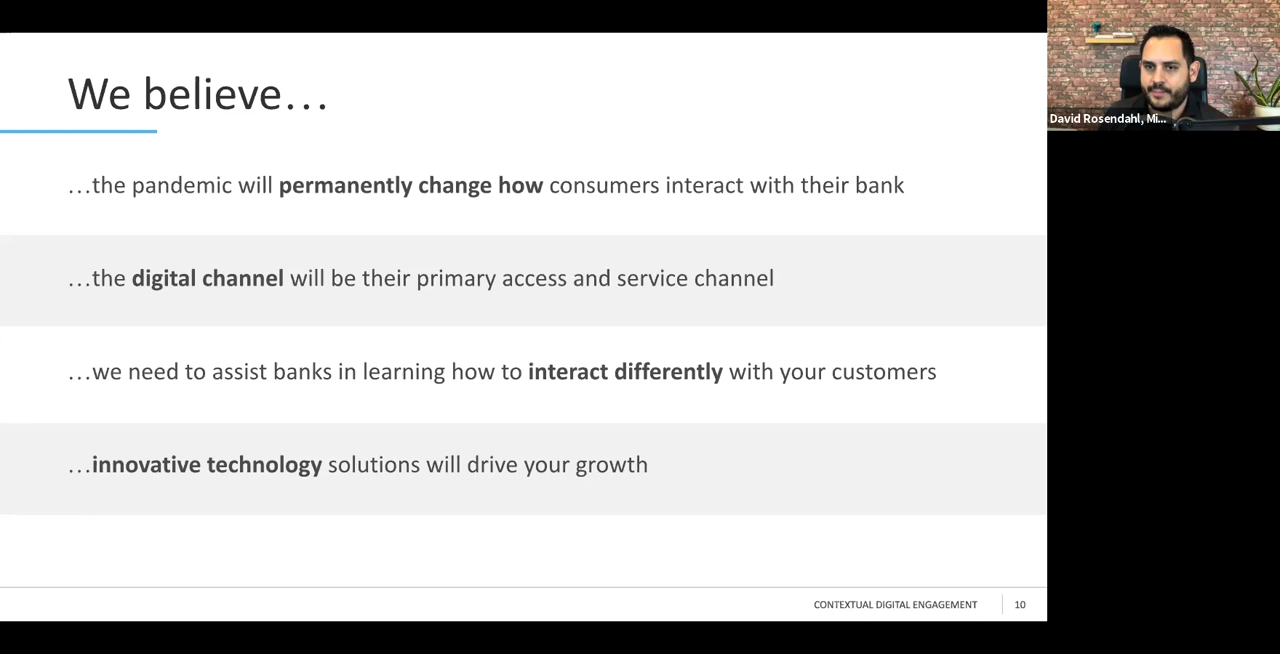 We believe…
…the pandemic will permanently change how consumers interact with their bank
…the digital channel will be their primary access and service channel
…we need to assist banks in learning how to interact differently with your customers
…innovative technology solutions will drive your growth
CONTEXTUAL DIGITAL ENGAGEMENT
10
David Rosendahl, Mi...